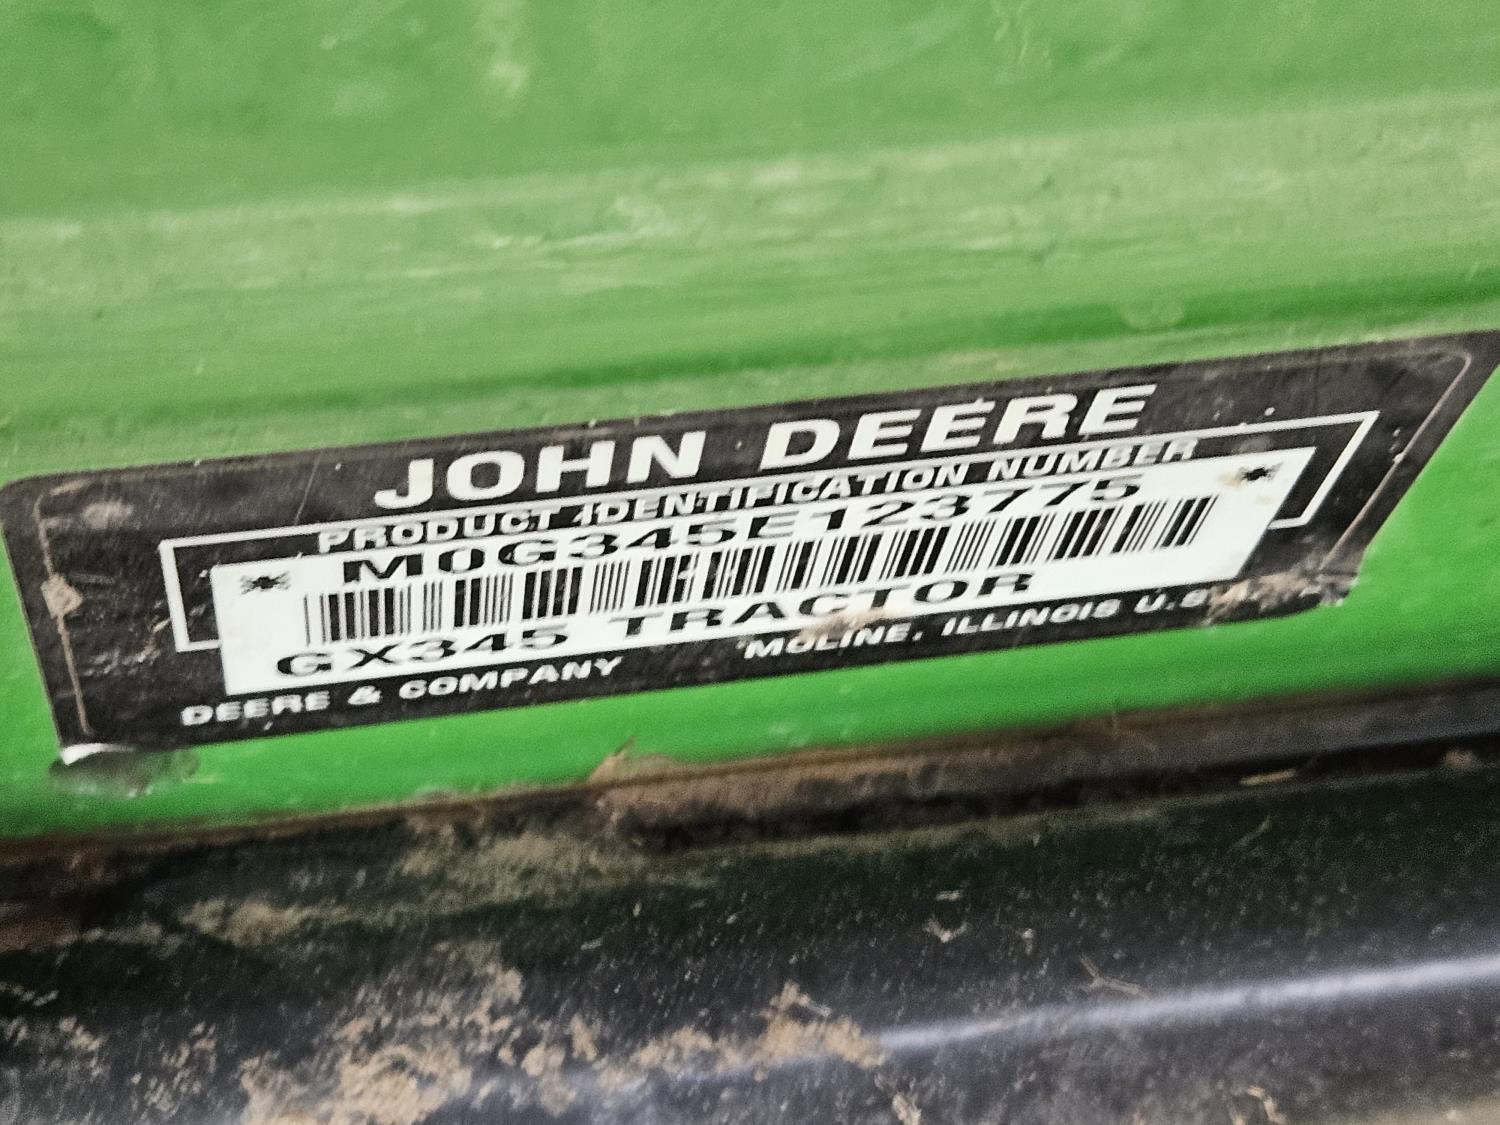 JOHN DEERE
PRODUCT IDENTIFICATION NUMBER
*M0G345E123775*
GX345 TRACTOR
DEERE & COMPANY MOLINE, ILLINOIS U.S.